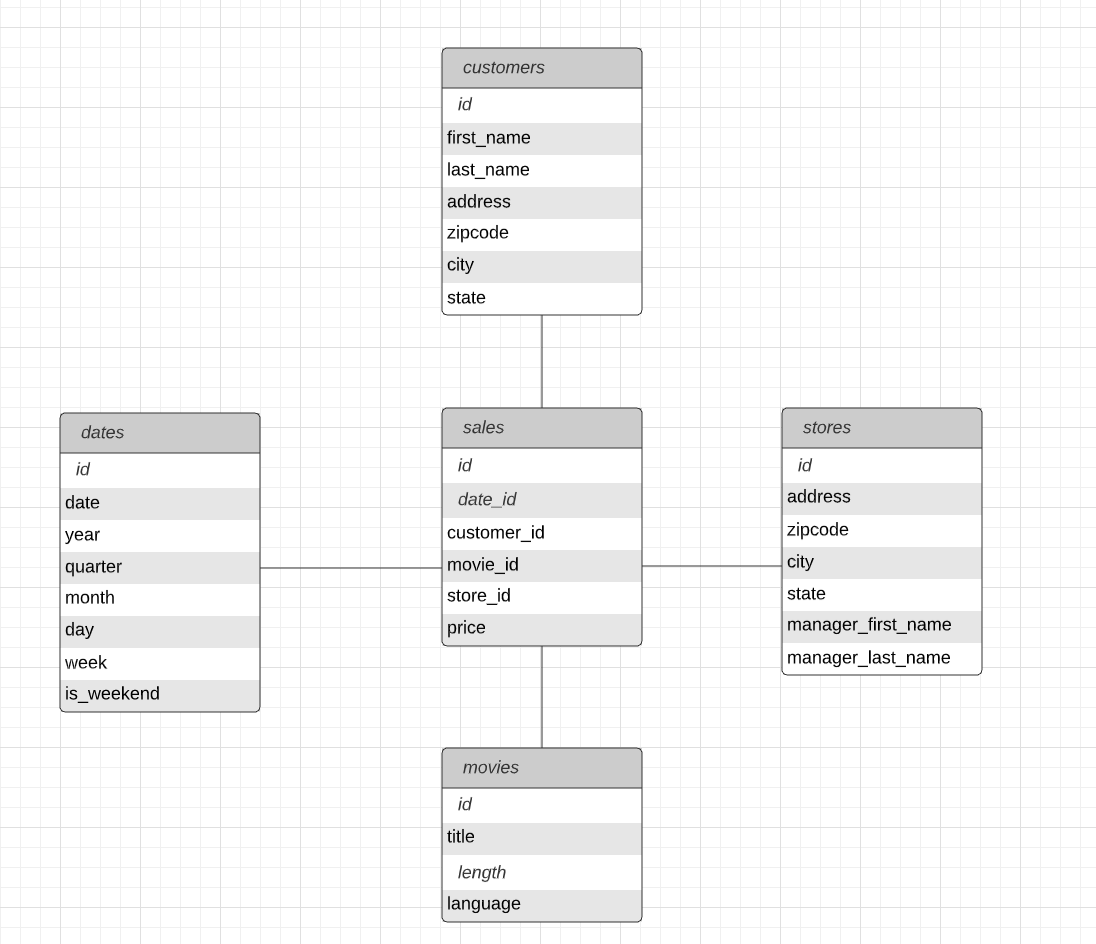 customers
id
first_name
last_name
address
zipcode
city
state
dates
id
date
year
quarter
month
day
week
is_weekend
sales
id
date_id
customer_id
movie_id
store_id
price
stores
id
address
zipcode
city
state
manager_first_name
manager_last_name
movies
id
title
length
language